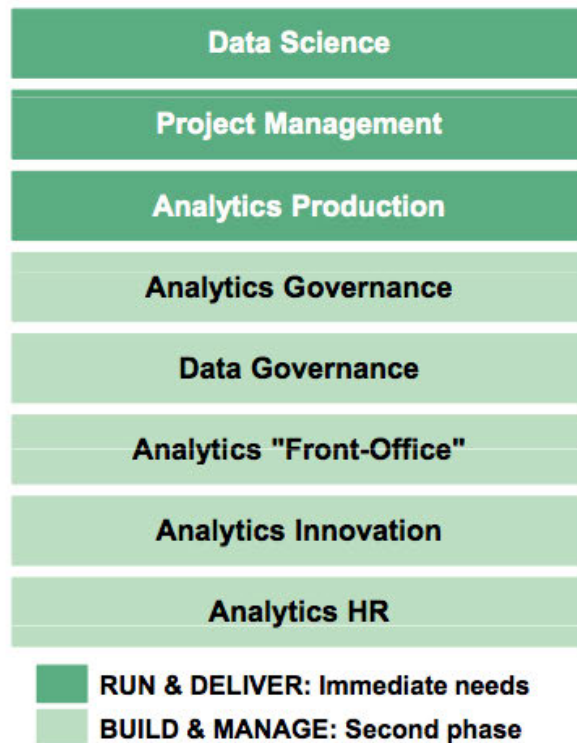 Data Science
Project Management
Analytics Production
Analytics Governance
Data Governance
Analytics "Front-Office"
Analytics Innovation
Analytics HR
RUN & DELIVER: Immediate needs
BUILD & MANAGE: Second phase